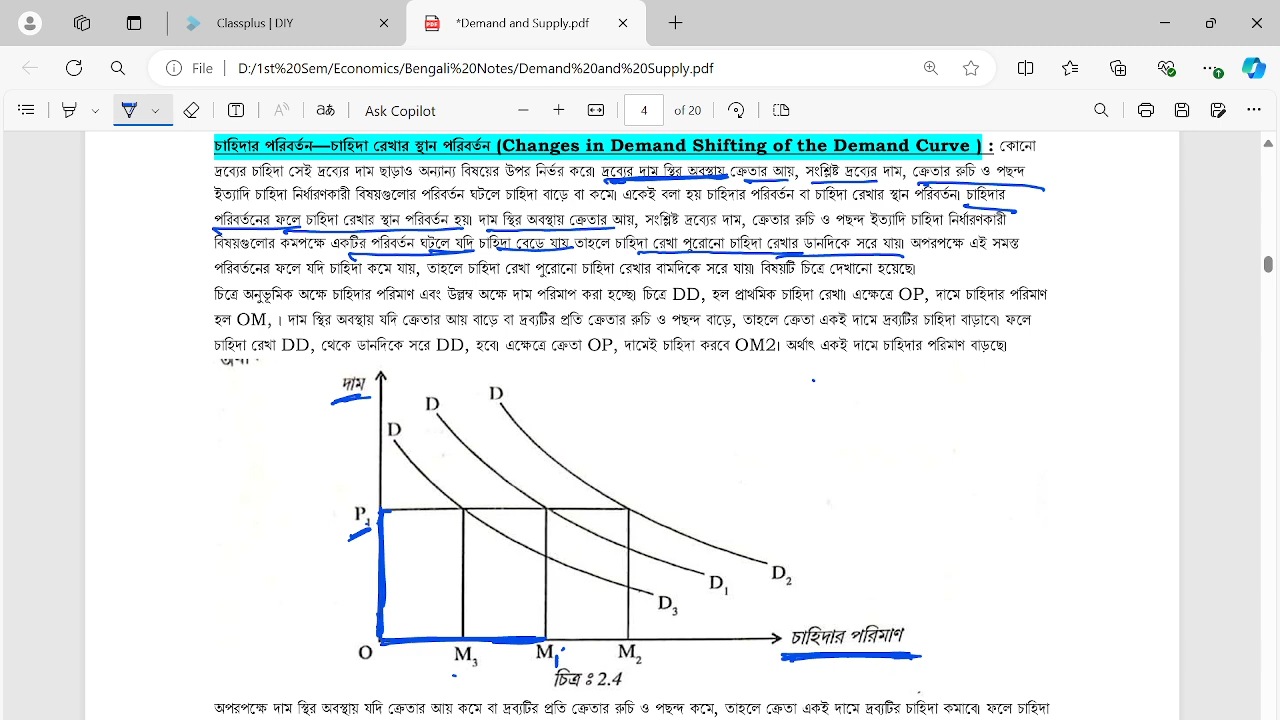 Classplus | DIY
*Demand and Supply.pdf
File
D:/1st%20Sem/Economics/Bengali%20Notes/Demand%20and%20Supply.pdf
Ask Copilot
4 of 20
চাহিদার পরিবর্তন—চাহিদা রেখার স্থান পরিবর্তন (Changes in Demand Shifting of the Demand Curve ) : কোনো
দ্রব্যের চাহিদা সেই দ্রব্যের দাম ছাড়াও অন্যান্য বিষয়ের উপর নির্ভর করে। দ্রব্যের দাম স্থির অবস্থায় ক্রেতার আয়, সংশ্লিষ্ট দ্রব্যের দাম, ক্রেতার রুচি ও পছন্দ
ইত্যাদি চাহিদা নির্ধারণকারী বিষয়গুলোর পরিবর্তন ঘটলে চাহিদা বাড়ে বা কমে। একেই বলা হয় চাহিদার পরিবর্তন বা চাহিদা রেখার স্থান পরিবর্তন। চাহিদার
পরিবর্তনের ফলে চাহিদা রেখার স্থান পরিবর্তন হয়। দাম স্থির অবস্থায় ক্রেতার আয়, সংশ্লিষ্ট দ্রব্যের দাম, ক্রেতার রুচি ও পছন্দ ইত্যাদি চাহিদা নির্ধারণকারী
বিষয়গুলোর কমপক্ষে একটির পরিবর্তন ঘটলে যদি চাহিদা বেড়ে যায় তাহলে চাহিদা রেখা পুরোনো চাহিদা রেখার ডানদিকে সরে যায়। অপরপক্ষে এই সমস্ত
পরিবর্তনের ফলে যদি চাহিদা কমে যায়, তাহলে চাহিদা রেখা পুরোনো চাহিদা রেখার বামদিকে সরে যায়। বিষয়টি চিত্রে দেখানো হয়েছে।
চিত্রে অনুভূমিক অক্ষে চাহিদার পরিমাণ এবং উল্লম্ব অক্ষে দাম পরিমাপ করা হচ্ছে। চিত্রে DD, হল প্রাথমিক চাহিদা রেখা। এক্ষেত্রে OP, দামে চাহিদার পরিমাণ
হল OM, । দাম স্থির অবস্থায় যদি ক্রেতার আয় বাড়ে বা দ্রব্যটির প্রতি ক্রেতার রুচি ও পছন্দ বাড়ে, তাহলে ক্রেতা একই দামে দ্রব্যটির চাহিদা বাড়াবে। ফলে
চাহিদা রেখা DD, থেকে ডানদিকে সরে DD, হবে। এক্ষেত্রে ক্রেতা OP, দামেই চাহিদা করবে OM2। অর্থাৎ একই দামে চাহিদার পরিমাণ বাড়ছে।
দাম
D
D
D
P1
D2
D1
D3
O
M3
M1
M2
চাহিদার পরিমাণ
চিত্র ঃ 2.4
অপরপক্ষে দাম স্থির অবস্থায় যদি ক্রেতার আয় কমে বা দ্রব্যটির প্রতি ক্রেতার রুচি ও পছন্দ কমে, তাহলে ক্রেতা একই দামে দ্রব্যটির চাহিদা কমাবে। ফলে চাহিদা